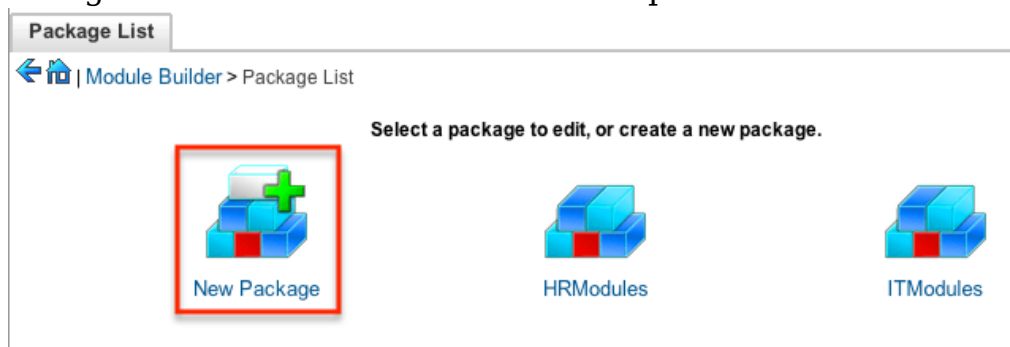 Package List
| Module Builder > Package List
Select a package to edit, or create a new package.
New Package
HRModules
ITModules